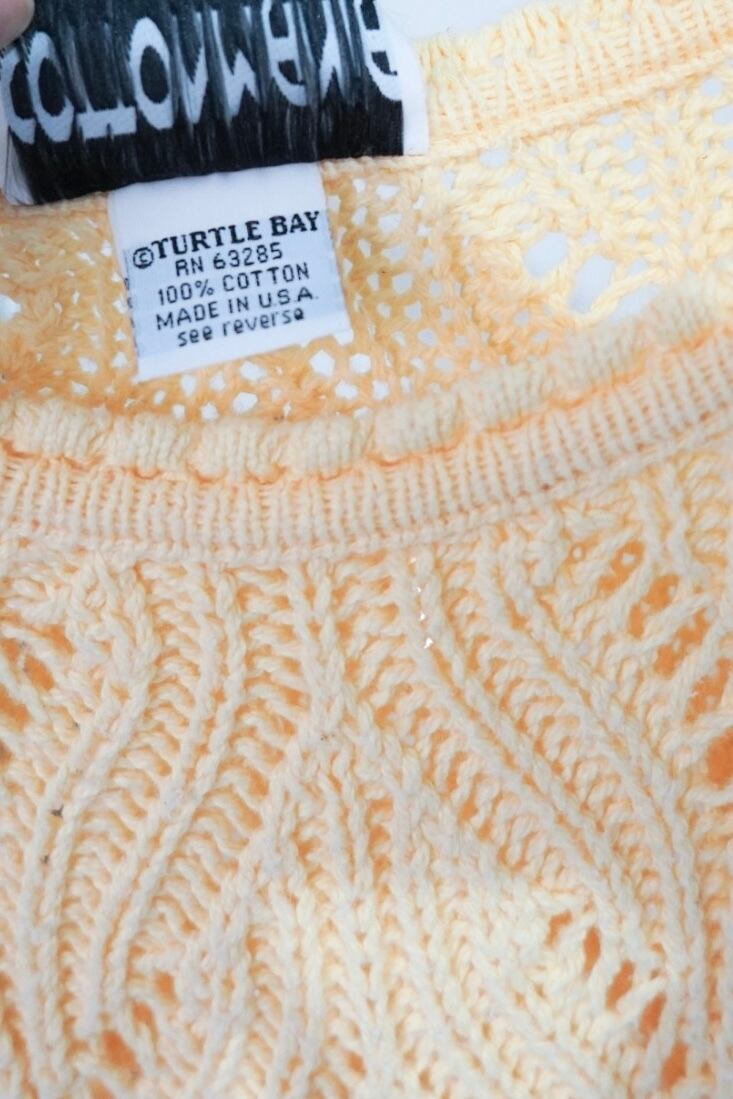 ©TURTLE BAY
RN 63285
100% COTTON
MADE IN U.S.A.
see reverse